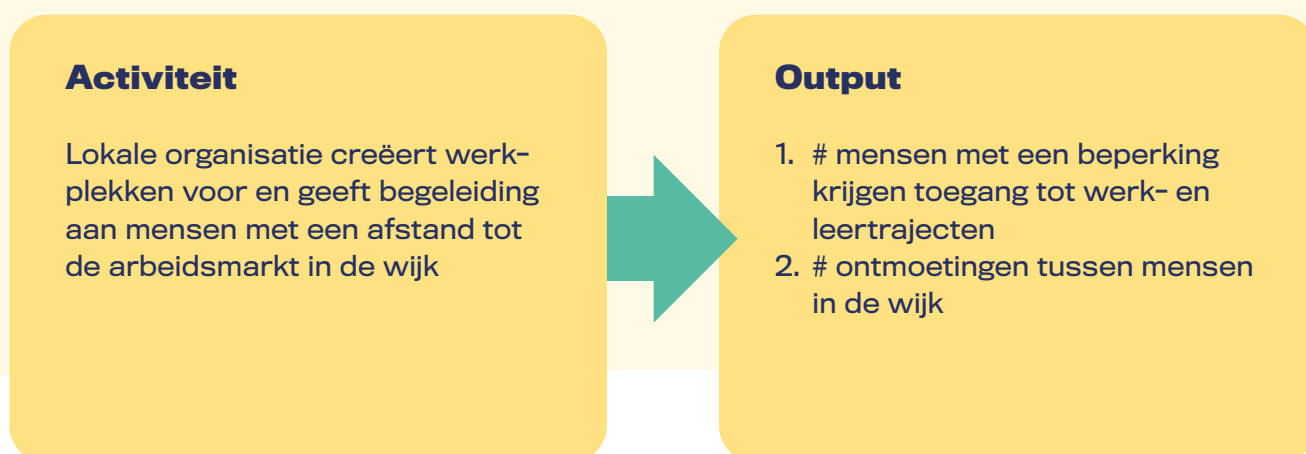 Activiteit
Lokale organisatie creëert werk-
plekken voor en geeft begeleiding
aan mensen met een afstand tot
de arbeidsmarkt in de wijk
Output
1. # mensen met een beperking
krijgen toegang tot werk- en
leertrajecten
2. # ontmoetingen tussen mensen
in de wijk